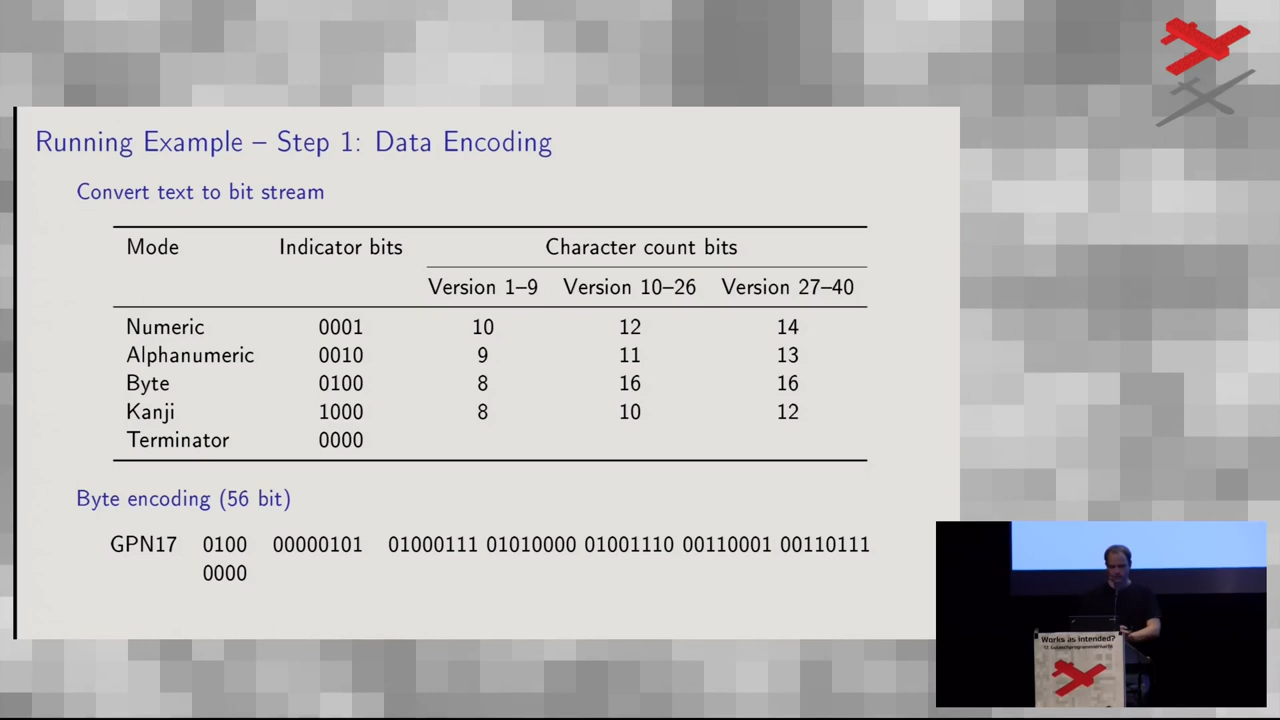 Running Example – Step 1: Data Encoding
Convert text to bit stream
Mode Indicator bits Character count bits
Version 1–9 Version 10–26 Version 27–40
Numeric 0001 10 12 14
Alphanumeric 0010 9 11 13
Byte 0100 8 16 16
Kanji 1000 8 10 12
Terminator 0000
Byte encoding (56 bit)
GPN17 0100 00000101 01000111 01010000 01001110 00110001 00110111
0000
Works as intended?